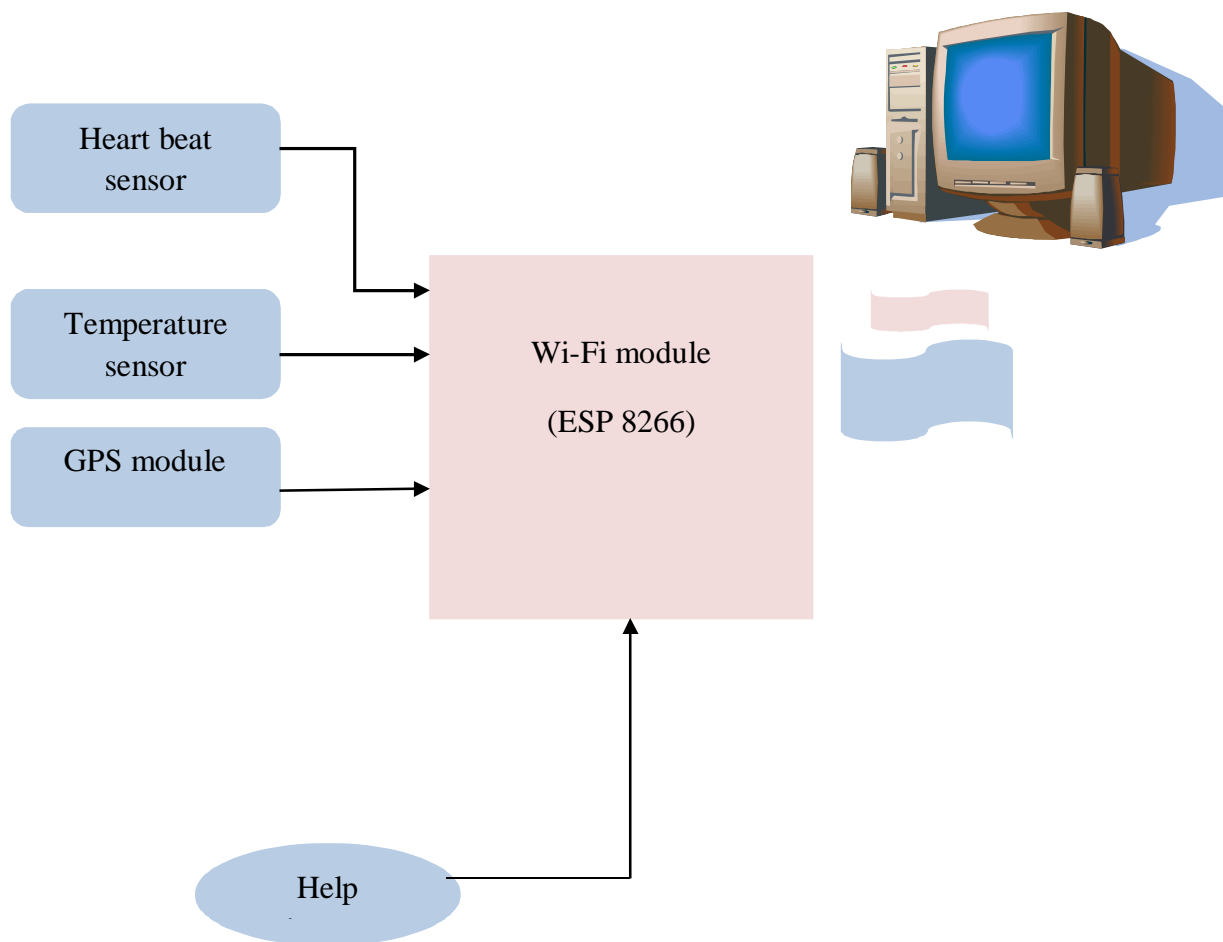 Heart beat
sensor
Temperature
sensor
GPS module
Wi-Fi module
(ESP 8266)
Help